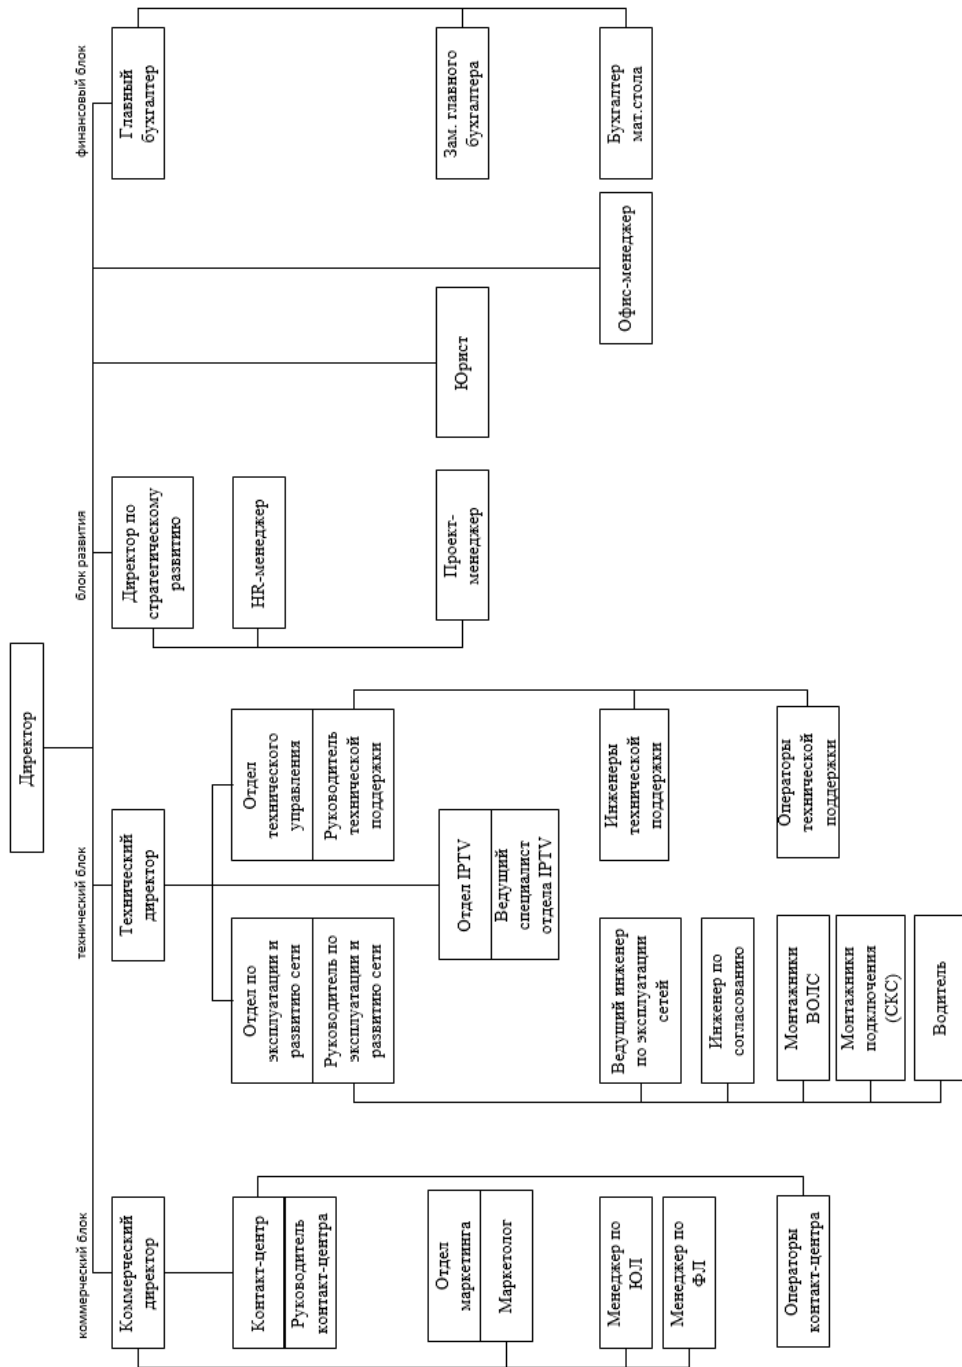 Директор
коммерческий блок
технический блок
блок развития
финансовый блок
Коммерческий
директор
Технический
директор
Директор по
стратегическому
развитию
Главный
бухгалтер
Контакт-центр
Руководитель
контакт-центра
Отдел по
эксплуатации и
развитию сети
Руководитель по
эксплуатации и
развитию сети
Отдел
технического
управления
Руководитель
технической
поддержки
HR-менеджер
Отдел
маркетинга
Маркетолог
Отдел IPTV
Ведущий
специалист
отдела IPTV
Проект-
менеджер
Юрист
Зам. главного
бухгалтера
Менеджер по
ЮЛ
Менеджер по
ФЛ
Ведущий инженер
по эксплуатации
сетей
Инженер по
согласованию
Инженеры
технической
поддержки
Офис-менеджер
Бухгалтер
мат.стола
Операторы
контакт-центра
Монтажники
ВОЛС
Монтажники
подключения
(СКС)
Водитель
Операторы
технической
поддержки